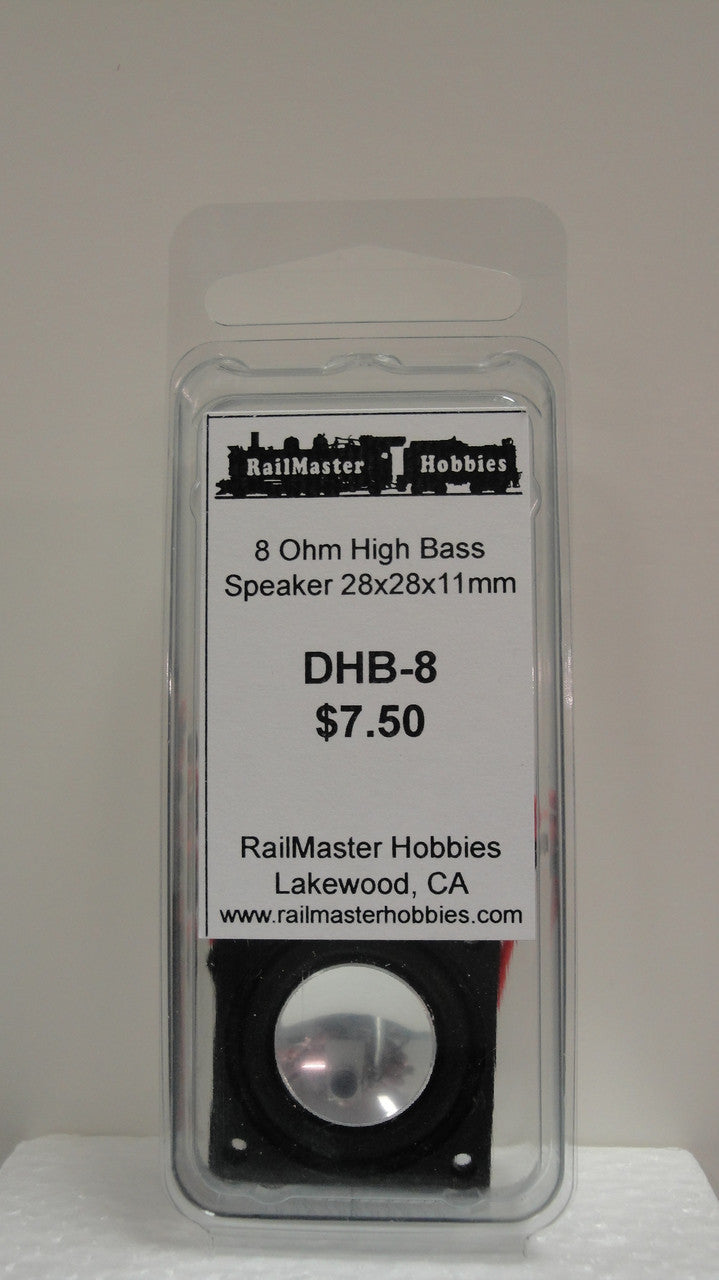 RailMaster Hobbies
8 Ohm High Bass
Speaker 28x28x11mm
DHB-8
$7.50
RailMaster Hobbies
Lakewood, CA
www.railmasterhobbies.com